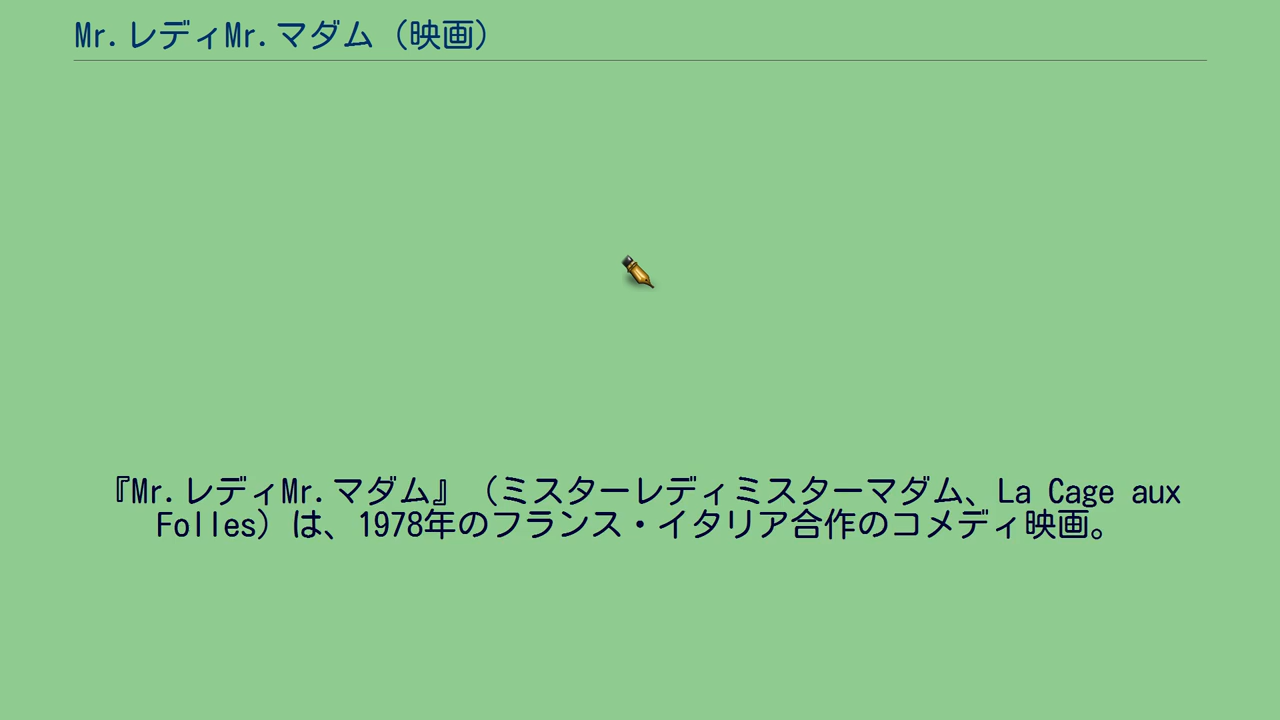 Mr.レディMr.マダム（映画）
『Mr.レディMr.マダム』（ミスターレディミスターマダム、La Cage aux
Folles）は、1978年のフランス・イタリア合作のコメディ映画。